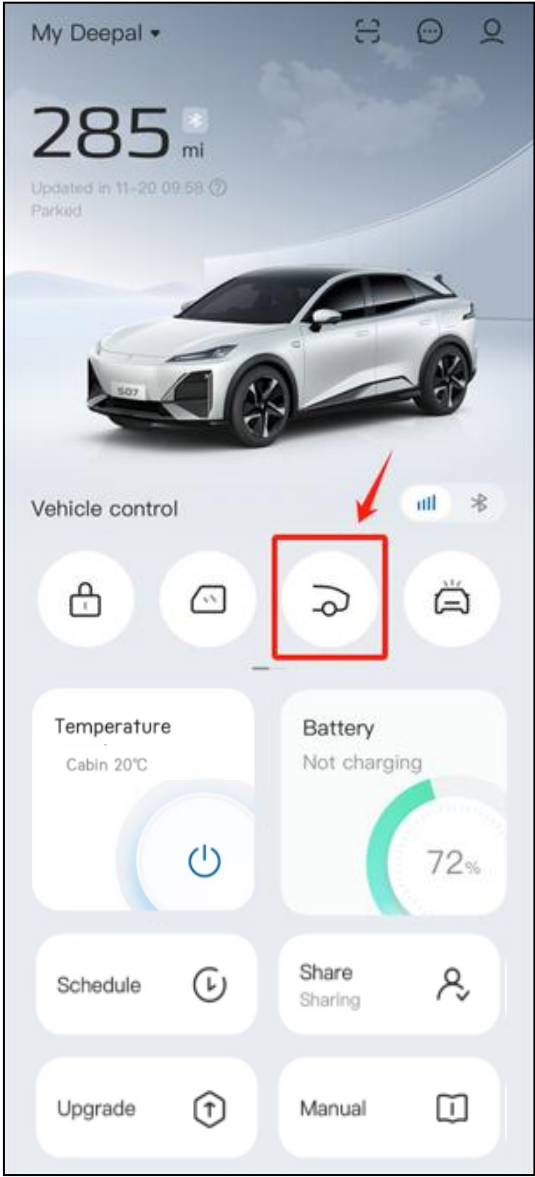 My Deepal
285 mi
Updated in 11-20 09:58
Parked
S07
Vehicle control
Temperature
Cabin 20℃
Battery
Not charging
72%
Schedule
Share
Sharing
Upgrade
Manual